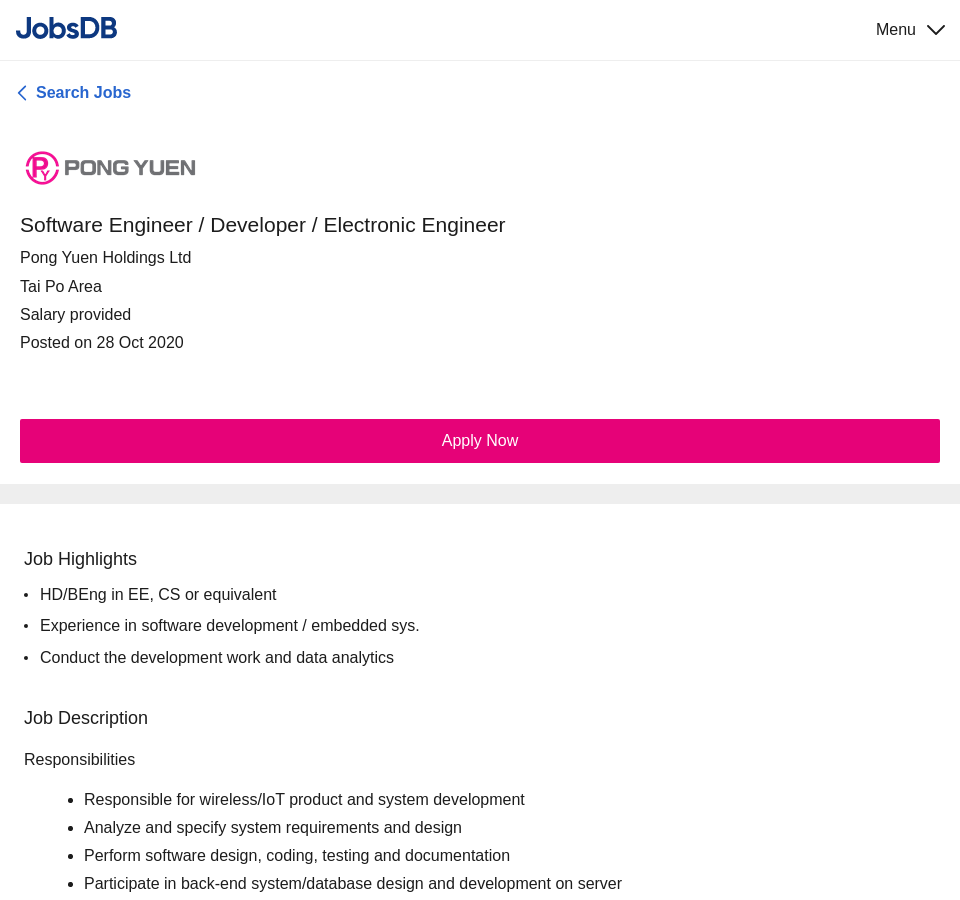 JobsDB
Menu
Search Jobs
PY PONG YUEN
Software Engineer / Developer / Electronic Engineer
Pong Yuen Holdings Ltd
Tai Po Area
Salary provided
Posted on 28 Oct 2020
Apply Now
Job Highlights
HD/BEng in EE, CS or equivalent
Experience in software development / embedded sys.
Conduct the development work and data analytics
Job Description
Responsibilities
Responsible for wireless/IoT product and system development
Analyze and specify system requirements and design
Perform software design, coding, testing and documentation
Participate in back-end system/database design and development on server